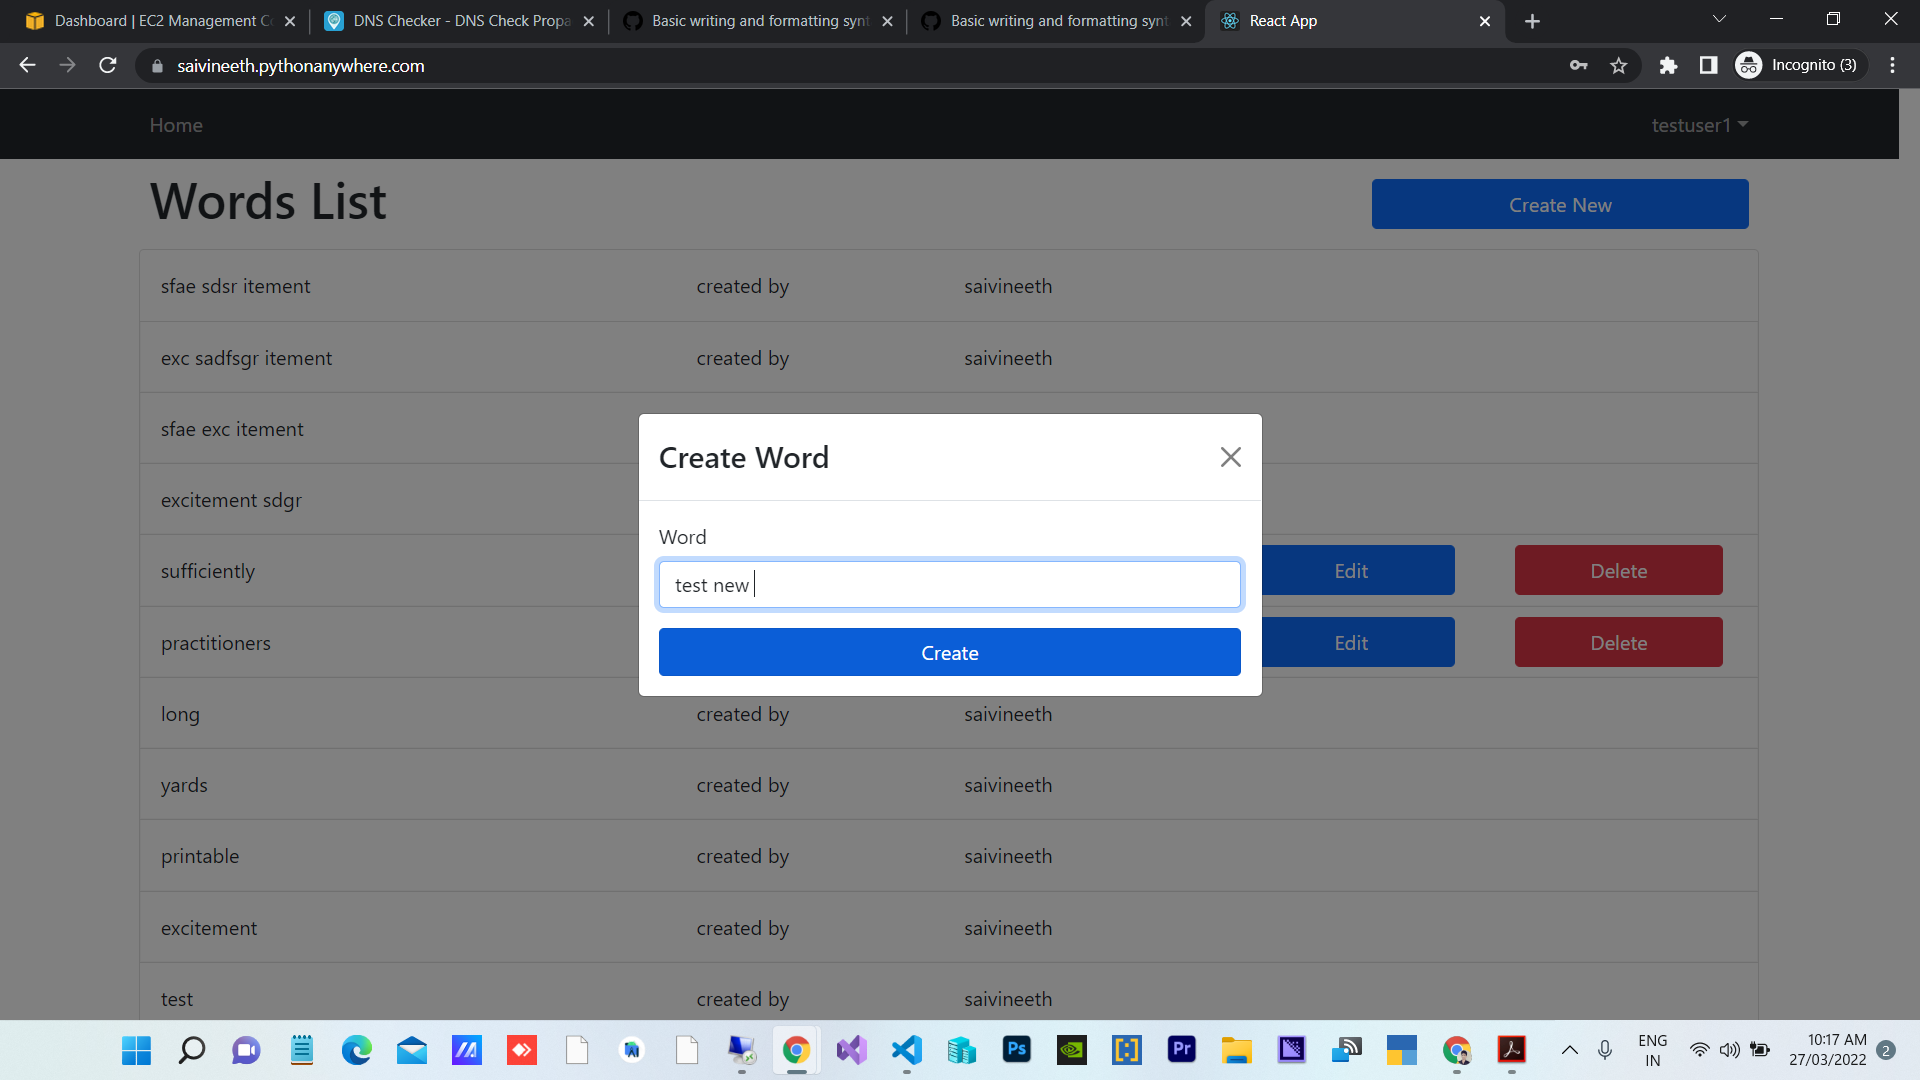 Dashboard | EC2 Management Co
DNS Checker - DNS Check Propa
Basic writing and formatting synt
Basic writing and formatting synt
React App
saivineeth.pythonanywhere.com
Incognito (3)
Home
testuser1
Words List
Create New
sfae sdsr itement created by saivineeth
exc sadfsgr itement created by saivineeth
sfae exc itement
excitement sdgr
sufficiently Edit Delete
practitioners Edit Delete
Create Word
Word
test new
Create
long created by saivineeth
yards created by saivineeth
printable created by saivineeth
excitement created by saivineeth
test created by saivineeth
Ps
Pr
ENG
IN
10:17 AM
27/03/2022
2